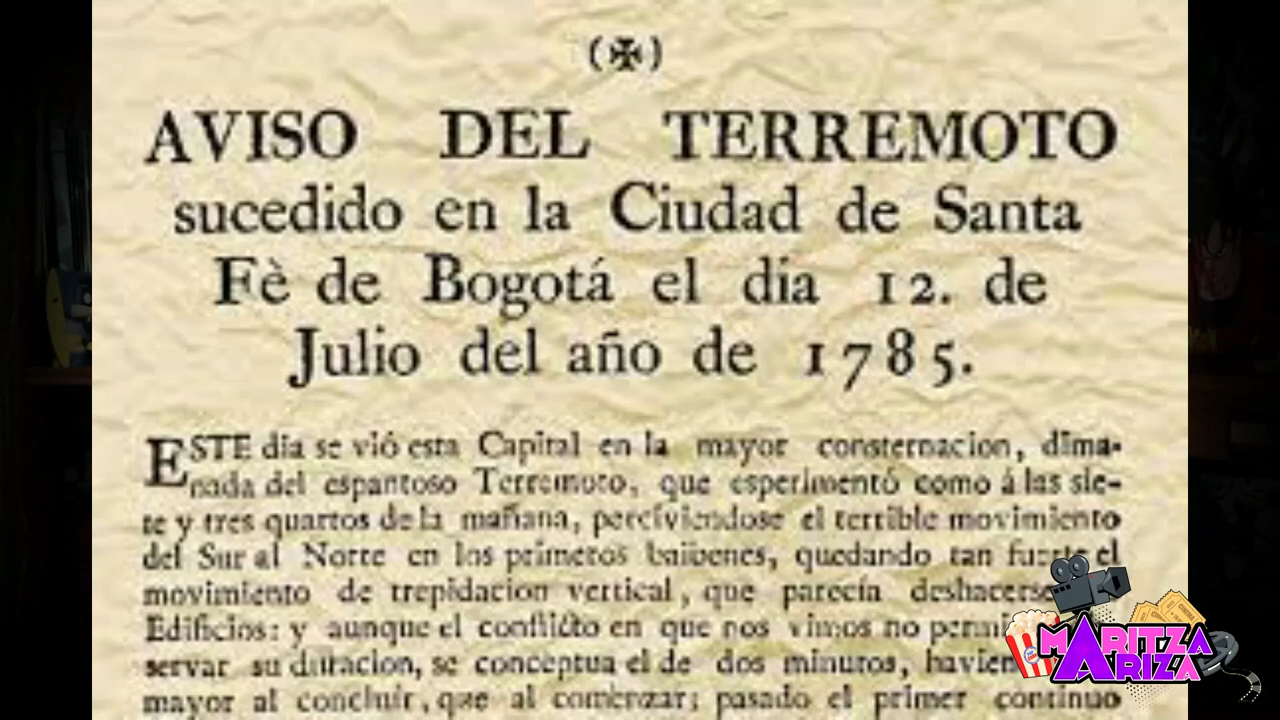 (✠)
AVISO DEL TERREMOTO
sucedido en la Ciudad de Santa
Fè de Bogotá el dia 12. de
Julio del año de 1785.
ESTE dia se vió esta Capital en la mayor consternacion, dima-
nada del espantoso Terremoto, que esperimentó como á las sie-
te y tres quartos de la mañana, perciviendose el terrible movimiento
del Sur al Norte en los primeros baibenes, quedando tan fuerte el
movimiento de trepidacion vertical, que parecía deshacerse
Edificios: y aunque el conflicto en que nos vimos no permi
servar su duracion, se conceptua el de dos minutos, havien
mayor al concluir, que al comenzar; pasado el primer continuo
MARITZA
ARIZA